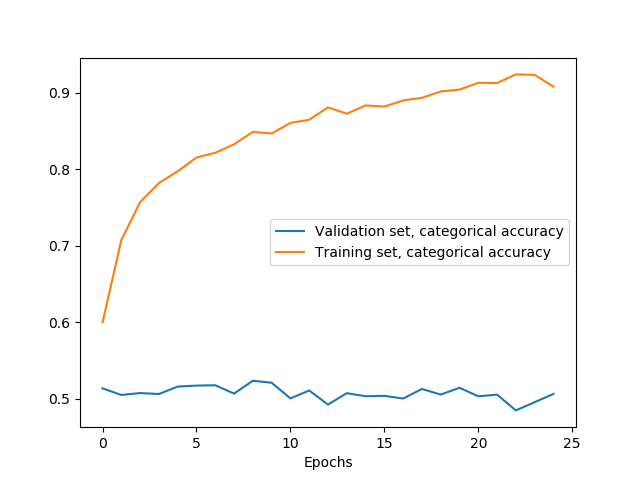 0.9
0.8
0.7
0.6
0.5
Validation set, categorical accuracy
Training set, categorical accuracy
0 5 10 15 20 25
Epochs